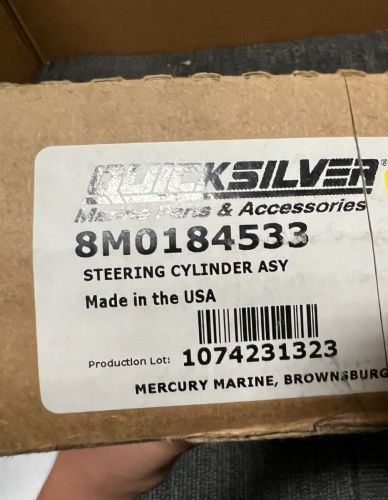 QUICKSILVER®
Marine Parts & Accessories
8M0184533
STEERING CYLINDER ASY
Made in the USA
Production Lot: 1074231323
MERCURY MARINE, BROWNSBURG